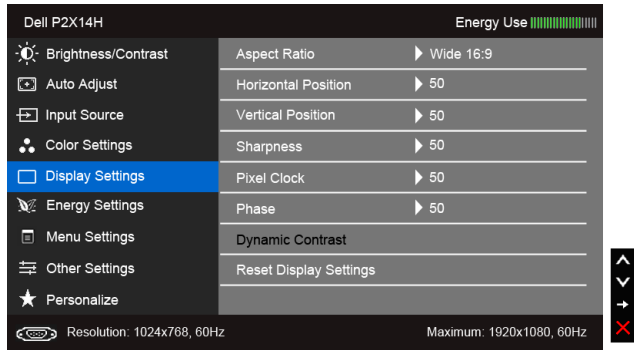 Dell P2X14H Energy Use
Brightness/Contrast Aspect Ratio Wide 16:9
Auto Adjust Horizontal Position 50
Input Source Vertical Position 50
Color Settings Sharpness 50
Display Settings Pixel Clock 50
Energy Settings Phase 50
Menu Settings Dynamic Contrast
Other Settings Reset Display Settings
Personalize
Resolution: 1024x768, 60Hz Maximum: 1920x1080, 60Hz